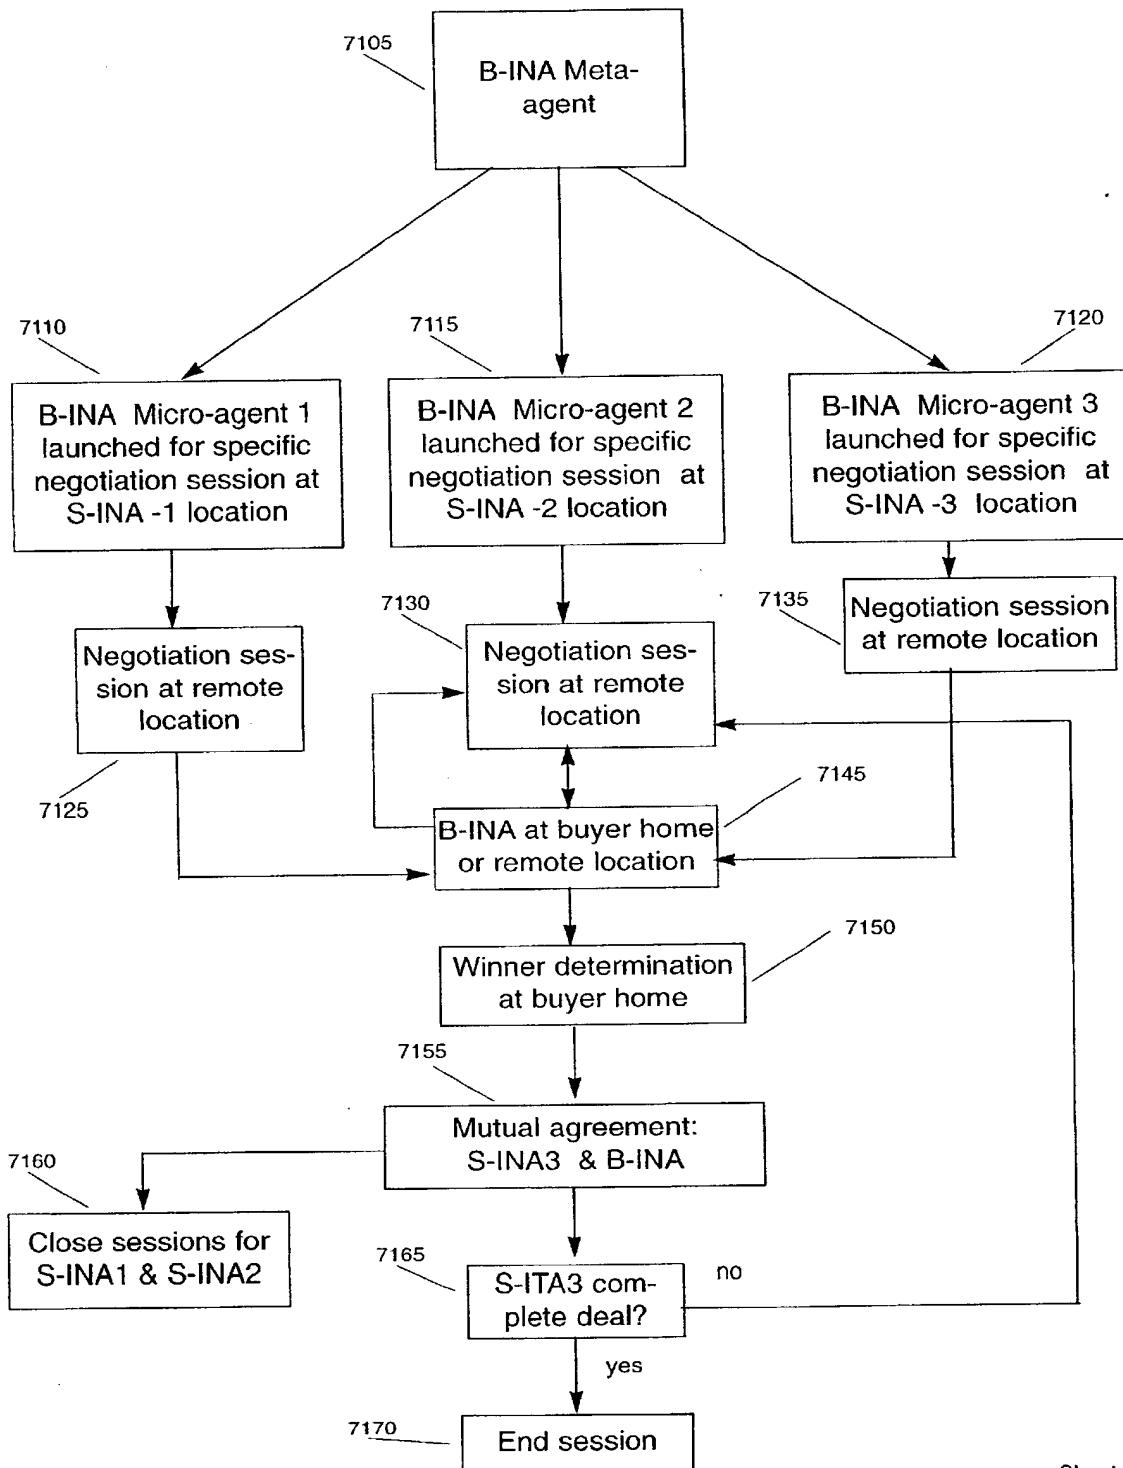 7105
B-INA Meta-
agent
7110
7115
7120
B-INA Micro-agent 1
launched for specific
negotiation session at
S-INA -1 location
B-INA Micro-agent 2
launched for specific
negotiation session at
S-INA -2 location
B-INA Micro-agent 3
launched for specific
negotiation session at
S-INA -3 location
7125
Negotiation ses-
sion at remote
location
7130
Negotiation ses-
sion at remote
location
7135
Negotiation session
at remote location
7145
B-INA at buyer home
or remote location
7150
Winner determination
at buyer home
7155
Mutual agreement:
S-INA3 & B-INA
7160
Close sessions for
S-INA1 & S-INA2
7165
S-ITA3 com-
plete deal?
no
yes
7170
End session